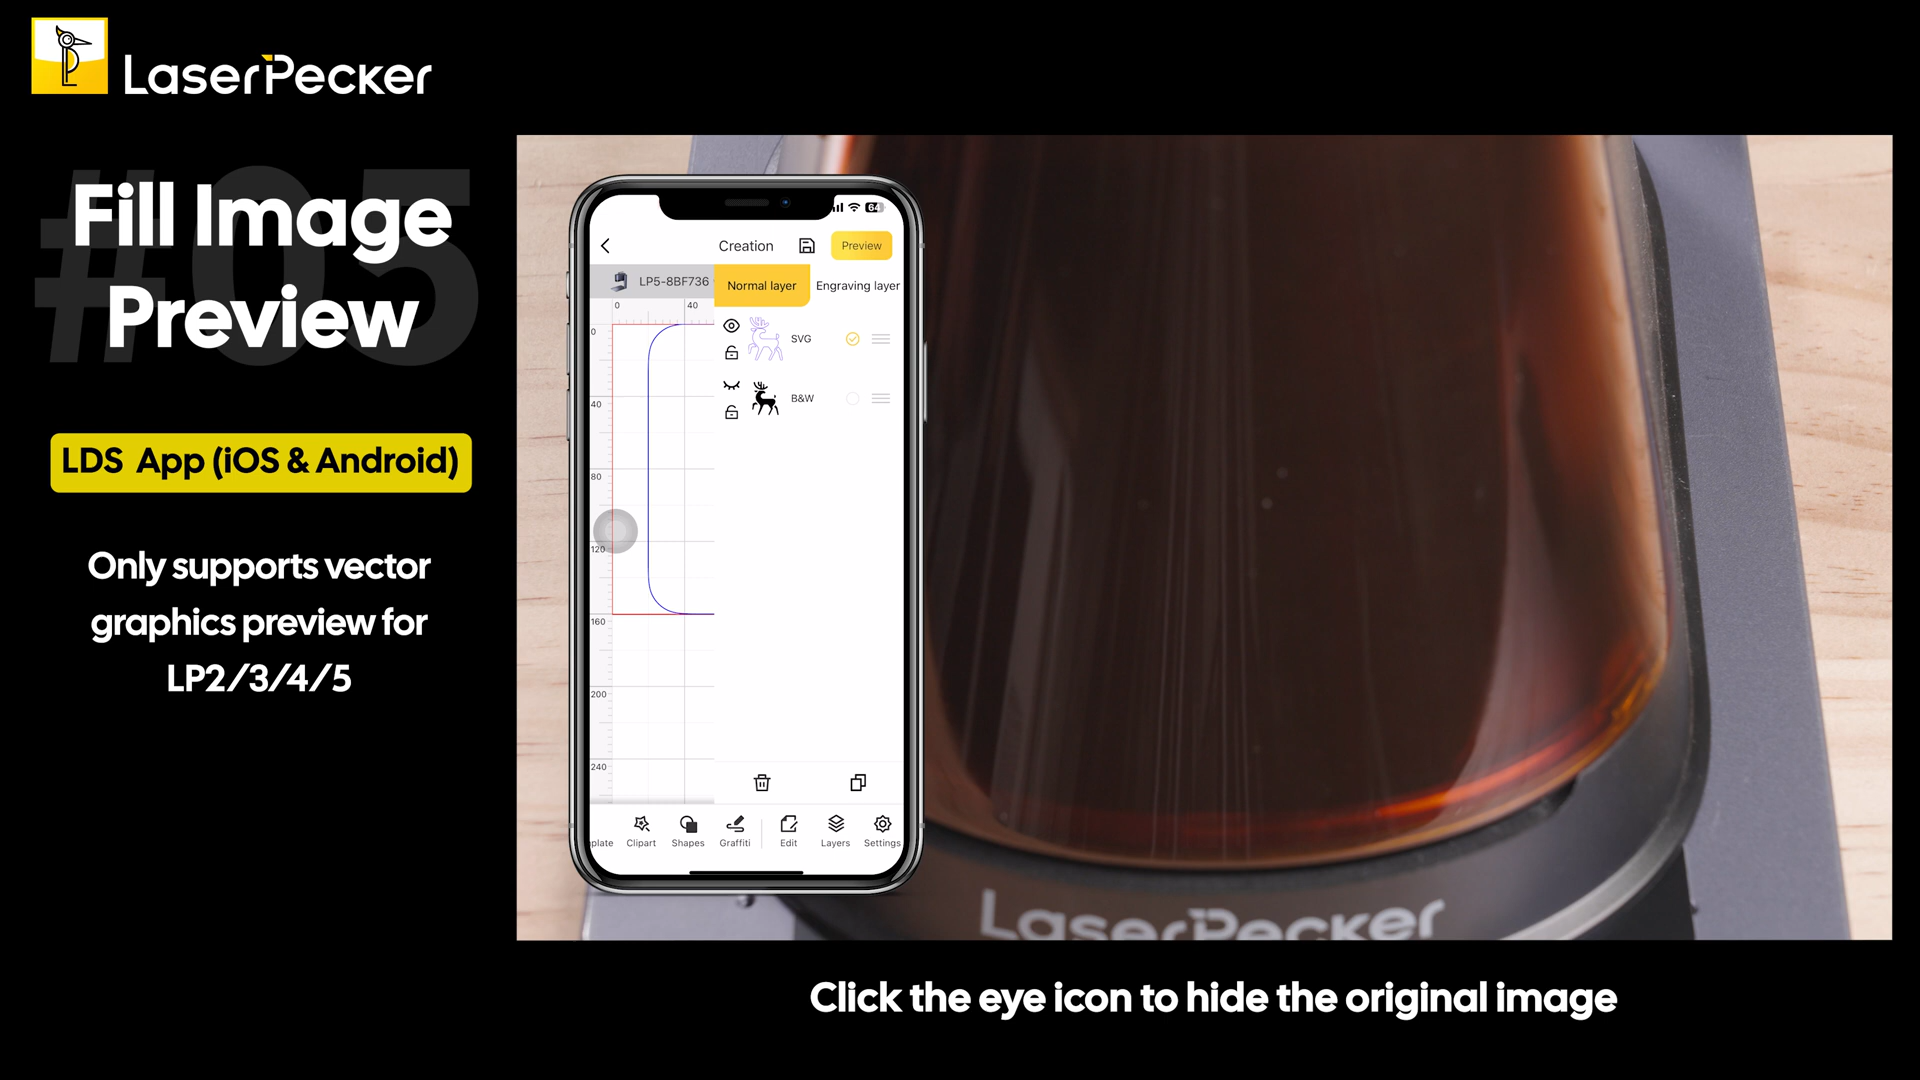 LaserPecker
#05
Fill Image
Preview
LDS App (iOS & Android)
Only supports vector
graphics preview for
LP2/3/4/5
64
Creation
Preview
LP5-8BF736
Normal layer
Engraving layer
0
40
0
40
80
120
160
200
240
SVG
B&W
plate
Clipart
Shapes
Graffiti
Edit
Layers
Settings
LaserPecker
Click the eye icon to hide the original image